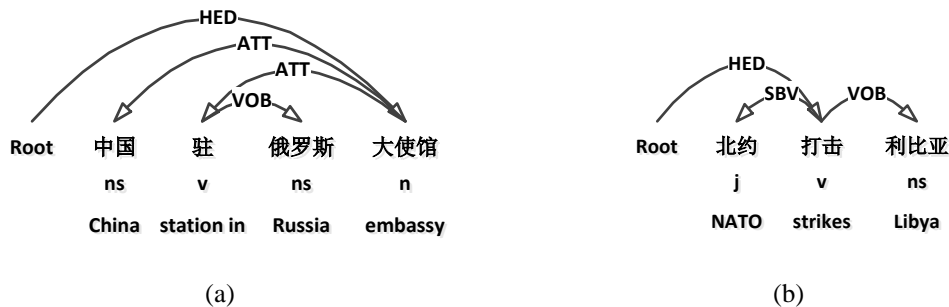 HED
ATT
ATT
VOB
Root 中国 驻 俄罗斯 大使馆
ns v ns n
China station in Russia embassy
(a)
HED
SBV VOB
Root 北约 打击 利比亚
j v ns
NATO strikes Libya
(b)